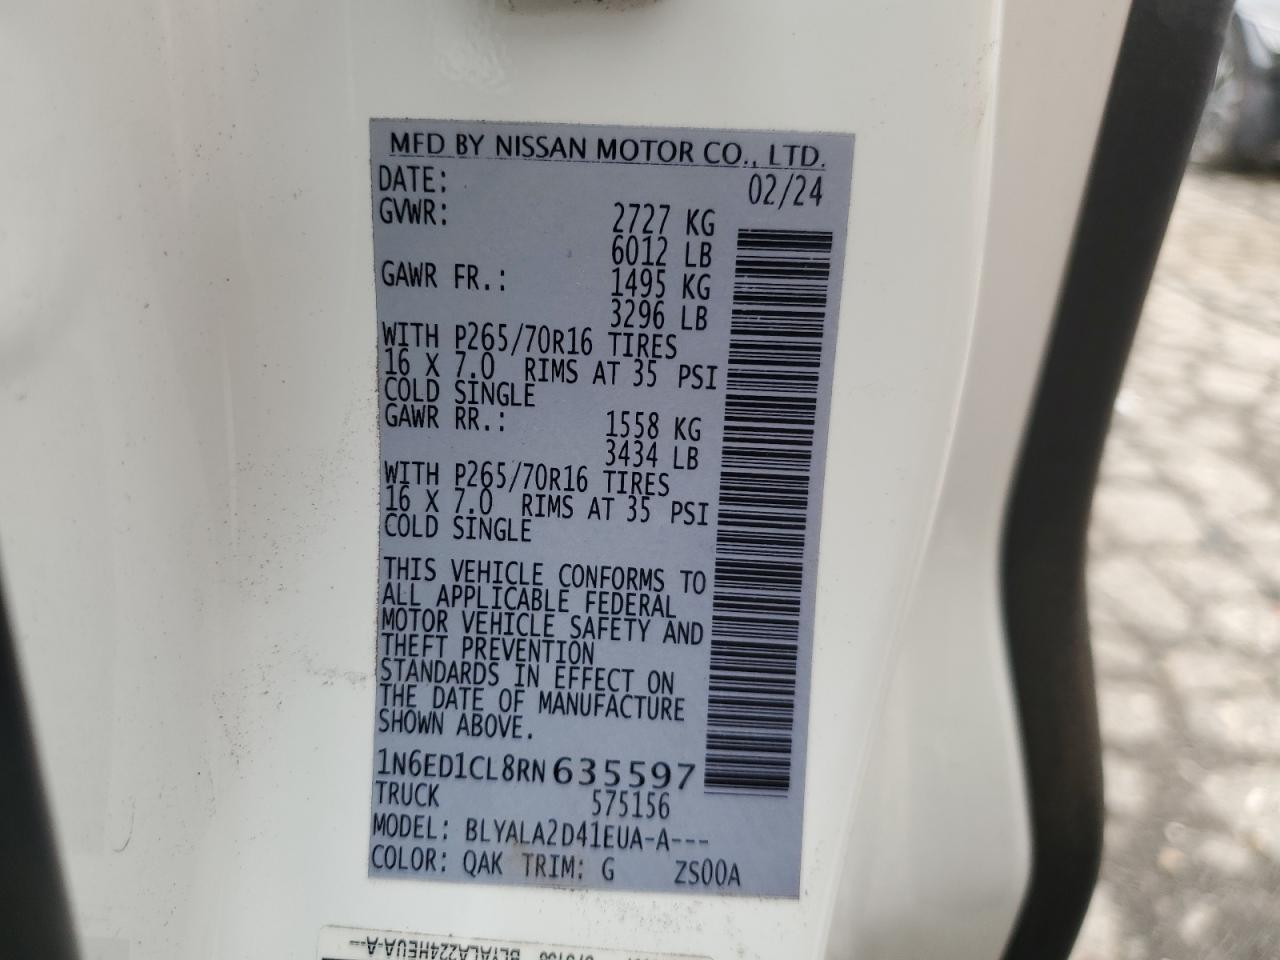 MFD BY NISSAN MOTOR CO., LTD.
DATE: 02/24
GVWR: 2727 KG
6012 LB
GAWR FR.: 1495 KG
3296 LB
WITH P265/70R16 TIRES
16 X 7.0 RIMS AT 35 PSI
COLD SINGLE
GAWR RR.: 1558 KG
3434 LB
WITH P265/70R16 TIRES
16 X 7.0 RIMS AT 35 PSI
COLD SINGLE
THIS VEHICLE CONFORMS TO
ALL APPLICABLE FEDERAL
MOTOR VEHICLE SAFETY AND
THEFT PREVENTION
STANDARDS IN EFFECT ON
THE DATE OF MANUFACTURE
SHOWN ABOVE.
1N6ED1CL8RN635597
TRUCK 575156
MODEL: BLYALA2D41EUA-A---
COLOR: QAK TRIM: G ZS00A